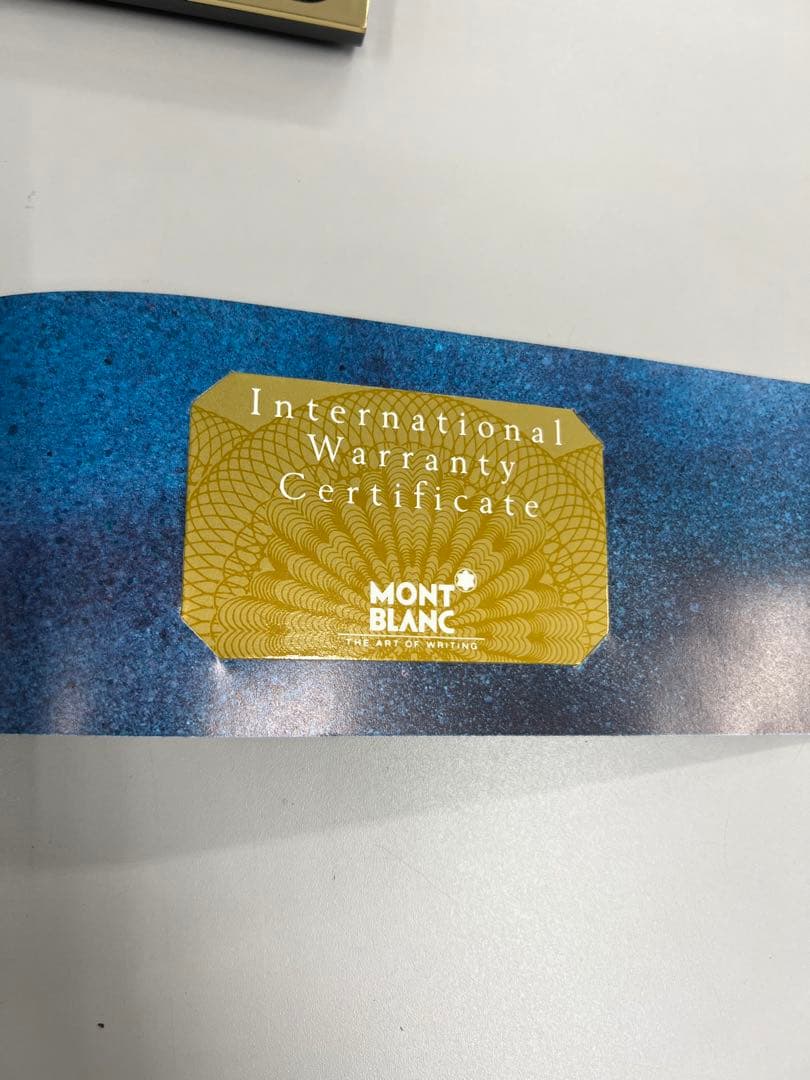 International
Warranty
Certificate
MONT
BLANC
THE ART OF WRITING